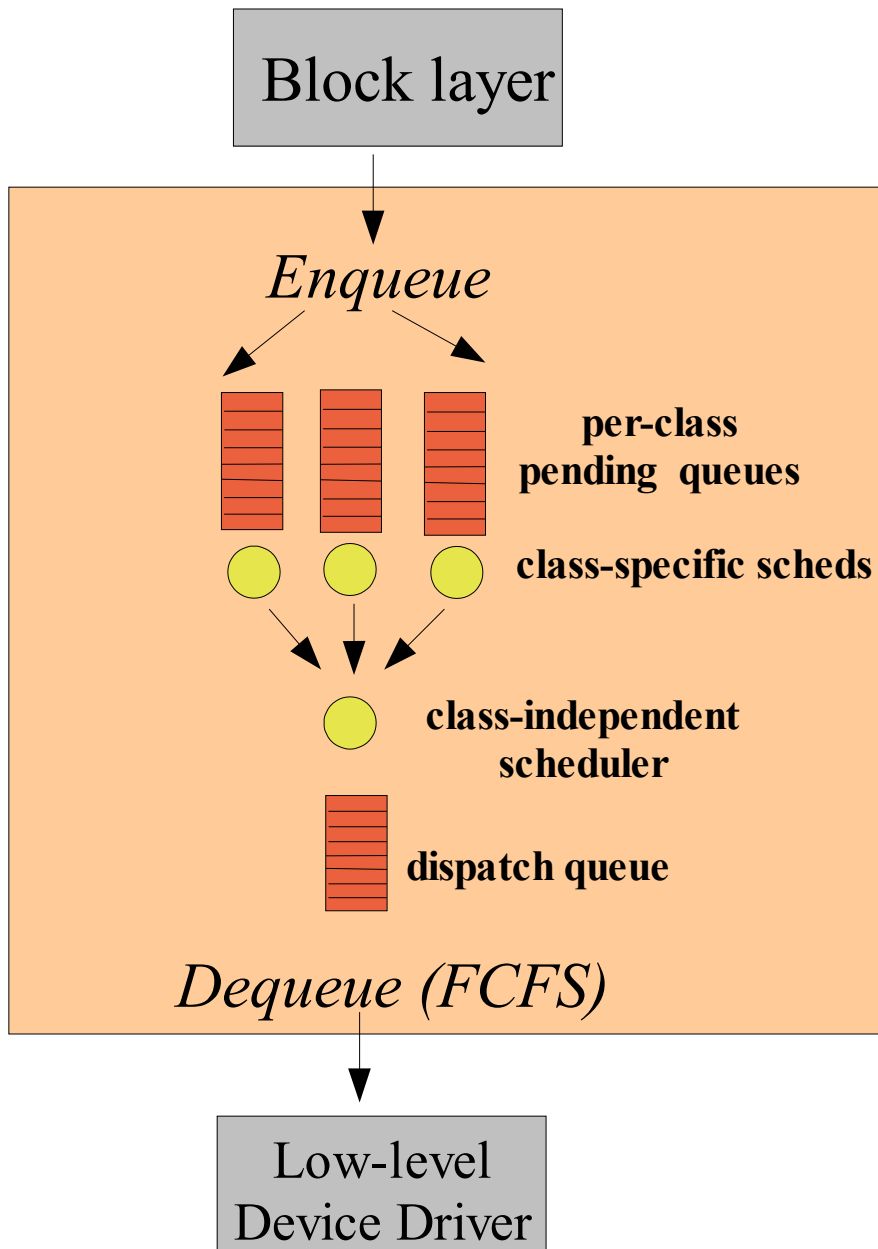 Block layer
Enqueue
per-class
pending queues
class-specific scheds
class-independent
scheduler
dispatch queue
Dequeue (FCFS)
Low-level
Device Driver